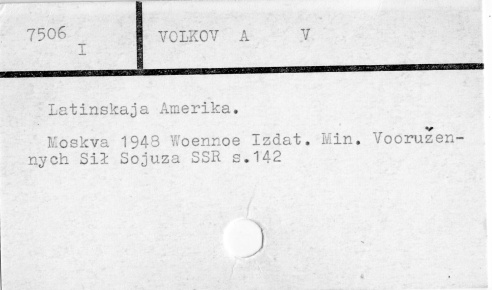 7506
I
VOLKOV A V
Latinskaja Amerika.
Moskva 1948 Woennoe Izdat. Min. Vooružen-
nych Sił Sojuza SSR s.142